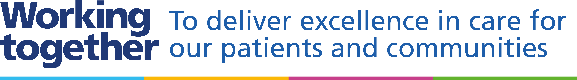 Working
together
To deliver excellence in care for
our patients and communities